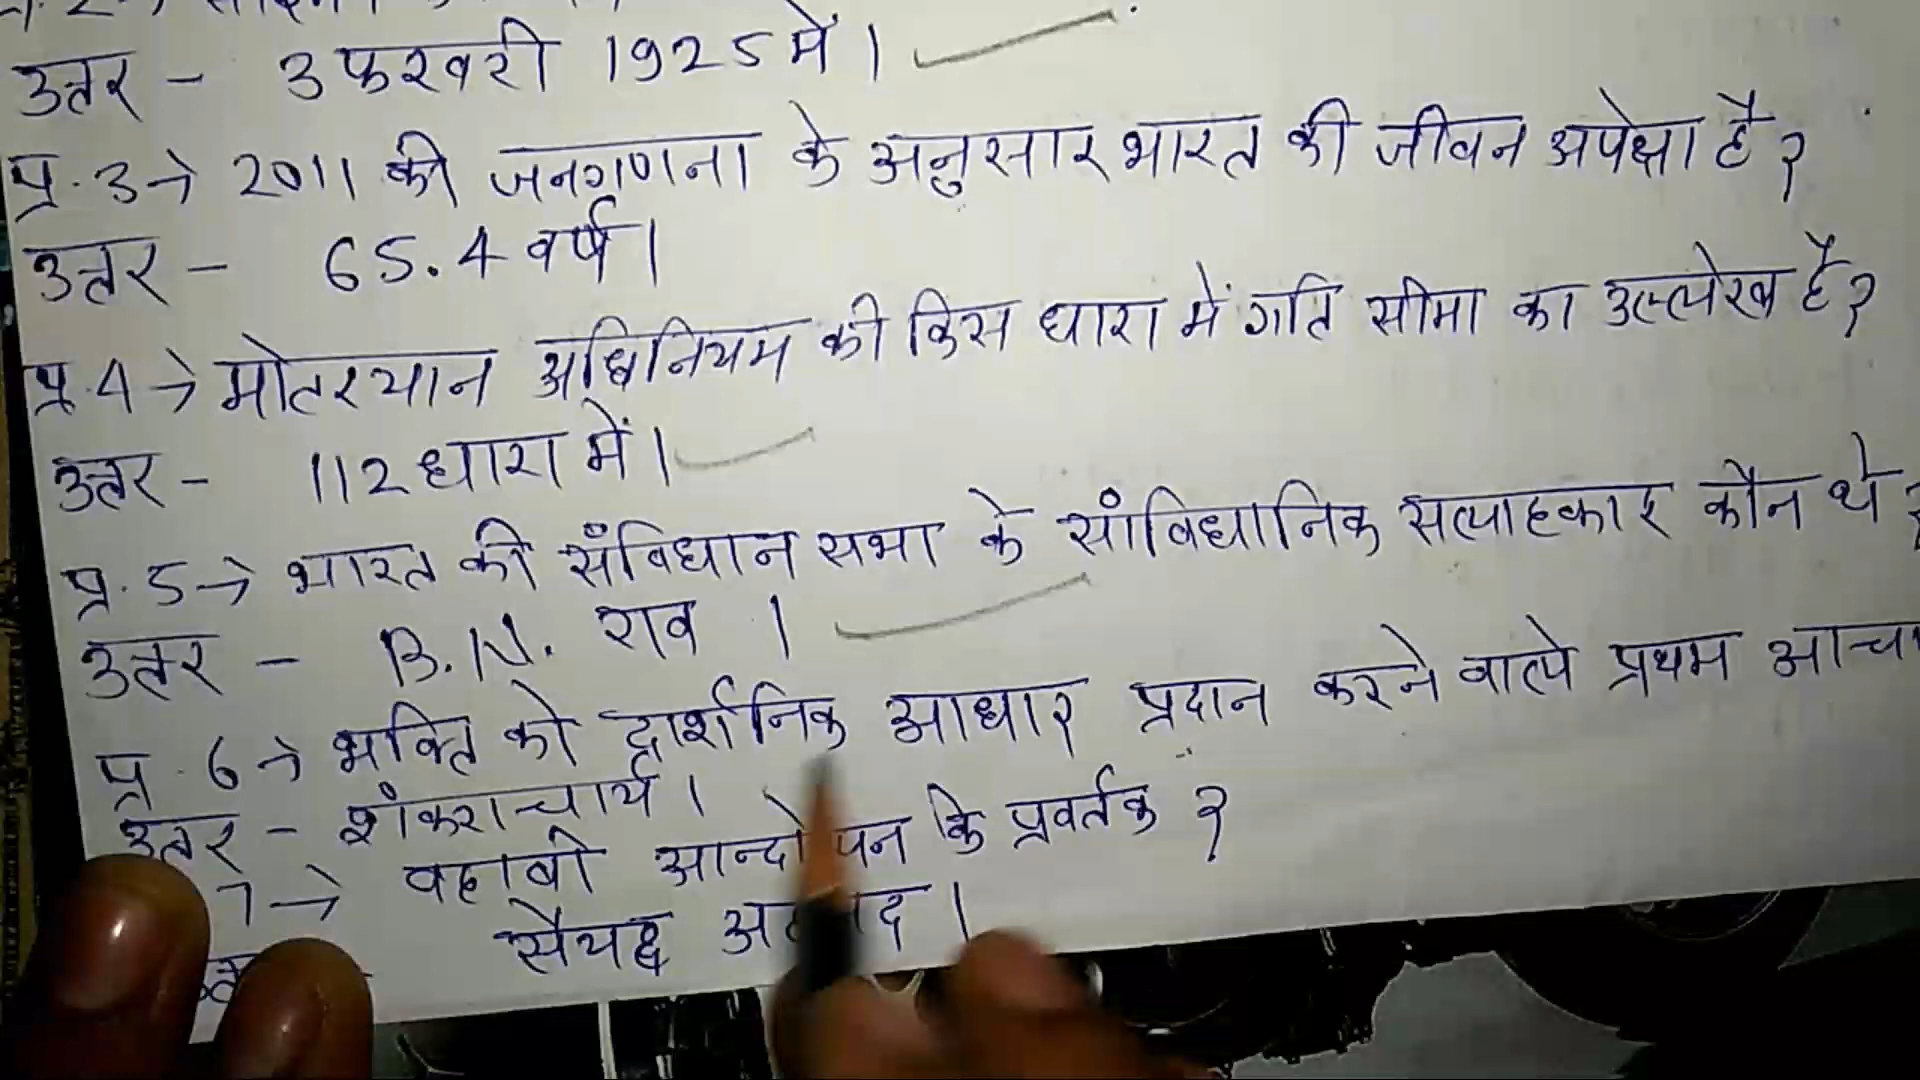 उत्तर - 3 फरवरी 1925 में।
प्र.3→ 2011 की जनगणना के अनुसार भारत की जीवन अपेक्षा है?
उत्तर - 65.4 वर्ष।
प्र.4→ मोटरयान अधिनियम की किस धारा में गति सीमा का उल्लेख है?
उत्तर - 112 धारा में।
प्र.5→ भारत की संविधान सभा के सांविधानिक सलाहकार कौन थे?
उत्तर - B.N. राव।
प्र.6→ भक्ति को दार्शनिक आधार प्रदान करने वाले प्रथम
उत्तर - शंकराचार्य।
7→ वहाबी आन्दोलन कि प्रवर्तक?
सैयद अहमद।